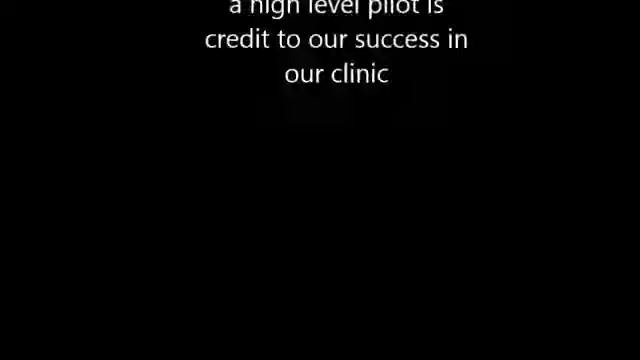 a high level pilot is
credit to our success in
our clinic